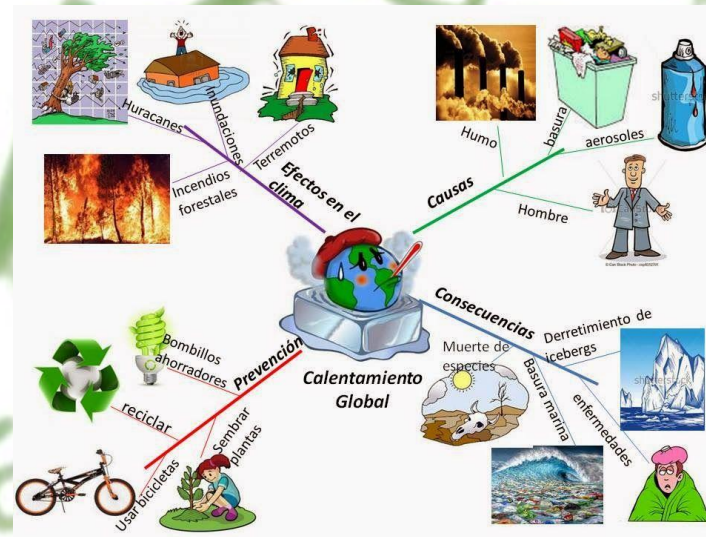 Huracanes
Inundaciones
Terremotos
Incendios
forestales
Efectos en el
clima
Humo
basura
aerosoles
Hombre
Causas
Calentamiento
Global
Prevención
Bombillos
ahorradores
reciclar
Sembrar
plantas
Usar bicicletas
Consecuencias
Muerte de
especies
Derretimiento de
icebergs
Basura marina
enfermedades